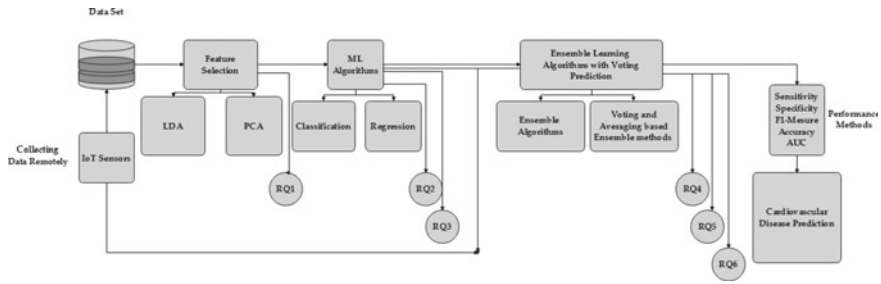 Data Set
Feature
Selection
ML
Algorithms
Ensemble Learning
Algorithms with Voting
Prediction
LDA
PCA
Classification
Regression
Ensemble
Algorithms
Voting and
Averaging based
Ensemble methods
Sensitivity
Specificity
F1-Mesure
Accuracy
AUC
Performance
Methods
Collecting
Data Remotely
IoT Sensors
RQ1
RQ2
RQ3
RQ4
RQ5
RQ6
Cardiovascular
Disease Prediction